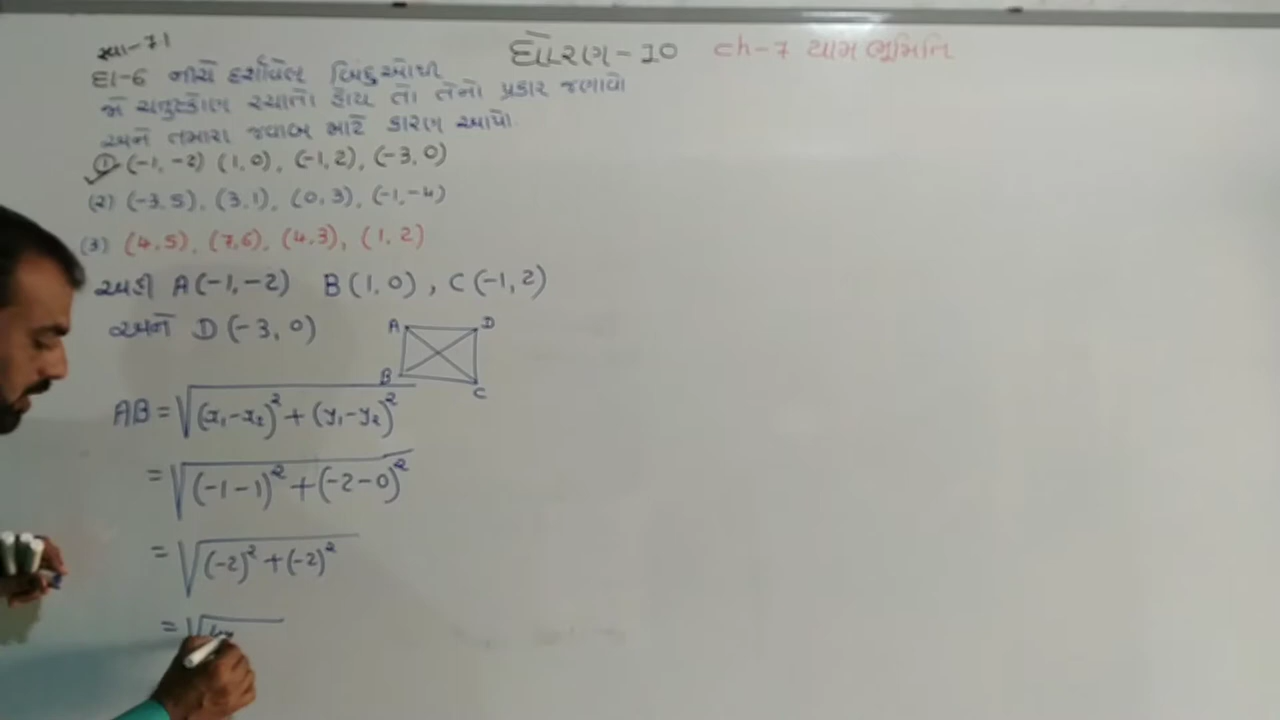 ધોરણ-10 ch-7 યામ ભૂમિતિ
સ્વા-7.1
દા-6 નીચે દર્શાવેલ બિંદુઓથી
જો ચતુષ્કોણ રચાતો હોય તો તેનો પ્રકાર જણાવો
અને તમારા જવાબ માટે કારણ આપો.
① (-1,-2) (1,0), (-1,2), (-3,0)
(2) (-3,5), (3,1), (0,3), (-1,-4)
(3) (4,5), (7,6), (4,3), (1,2)
અહી A(-1,-2) B(1,0), C(-1,2)
અને D(-3,0)
A D
B C
AB = √(x₁-x₂)² + (y₁-y₂)²
= √(-1-1)² + (-2-0)²
= √(-2)² + (-2)²
= √